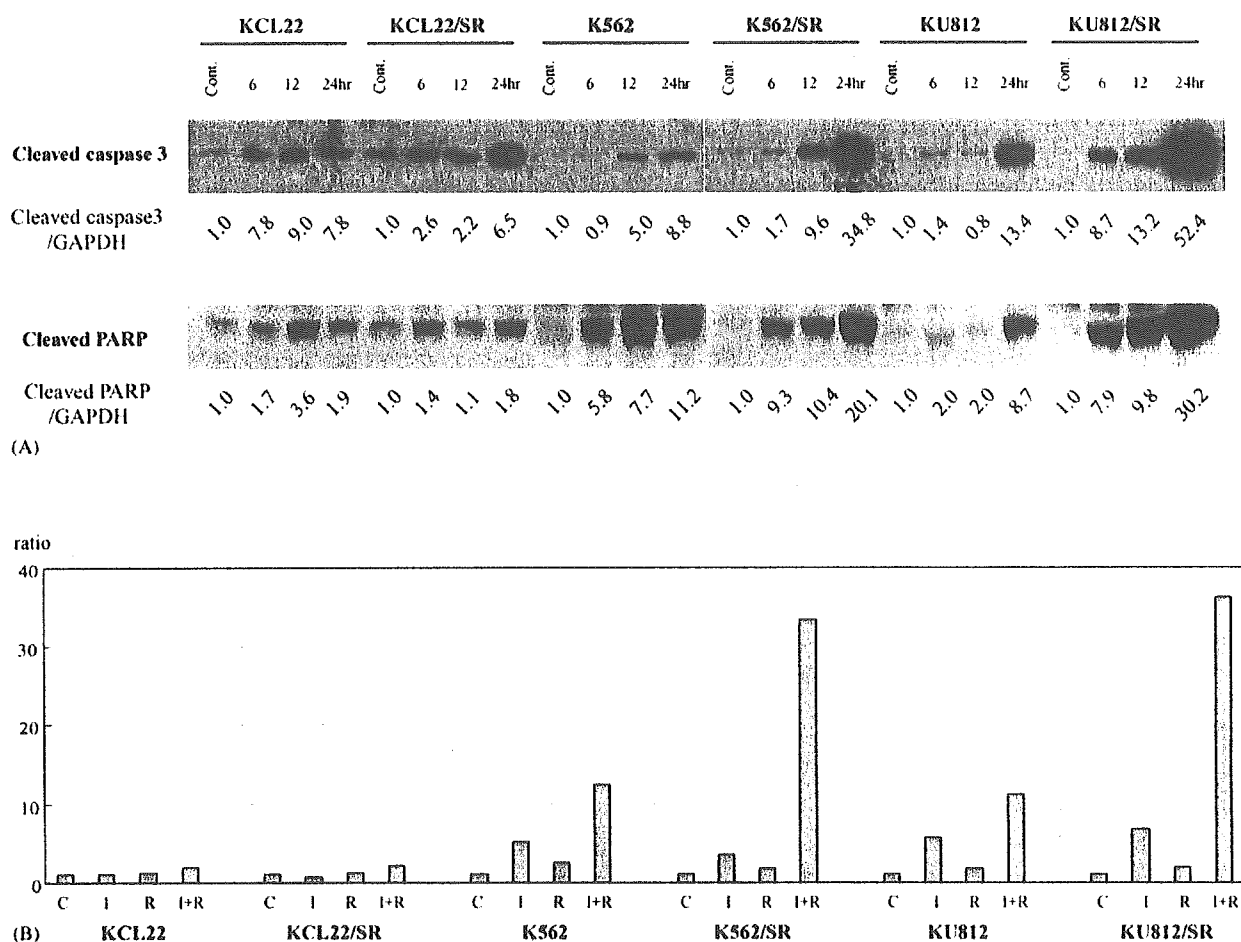 KCL22 KCL22/SR K562 K562/SR KU812 KU812/SR
Cont. 6 12 24hr Cont. 6 12 24hr Cont. 6 12 24hr Cont. 6 12 24hr Cont. 6 12 24hr Cont. 6 12 24hr
Cleaved caspase 3
Cleaved caspase3
/GAPDH
1.0 7.8 9.0 7.8 1.0 2.6 2.2 6.5 1.0 0.9 5.0 8.8 1.0 1.7 9.6 34.8 1.0 1.4 0.8 13.4 1.0 8.7 13.2 52.4
Cleaved PARP
Cleaved PARP
/GAPDH
1.0 1.7 3.6 1.9 1.0 1.4 1.1 1.8 1.0 5.8 7.7 11.2 1.0 9.3 10.4 20.1 1.0 2.0 2.0 8.7 1.0 7.9 9.8 30.2
(A)
ratio
40
30
20
10
0
C I R I+R C I R I+R C I R I+R C I R I+R C I R I+R C I R I+R
(B) KCL22 KCL22/SR K562 K562/SR KU812 KU812/SR